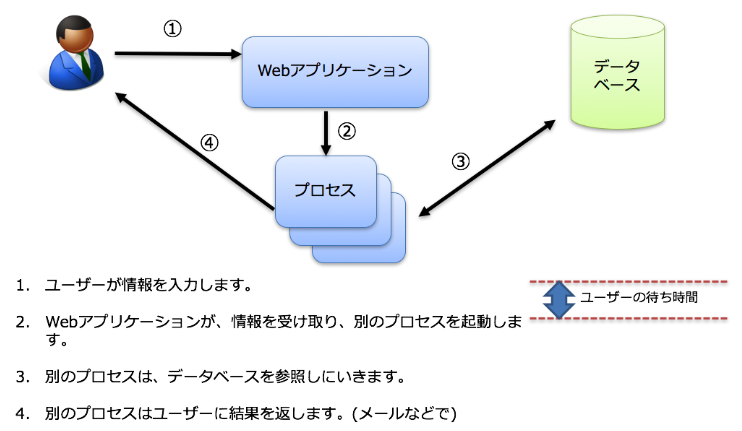 ①
Webアプリケーション
データ
ベース
②
④
③
プロセス
1. ユーザーが情報を入力します。
ユーザーの待ち時間
2. Webアプリケーションが、情報を受け取り、別のプロセスを起動しま
す。
3. 別のプロセスは、データベースを参照しにいきます。
4. 別のプロセスはユーザーに結果を返します。(メールなどで)